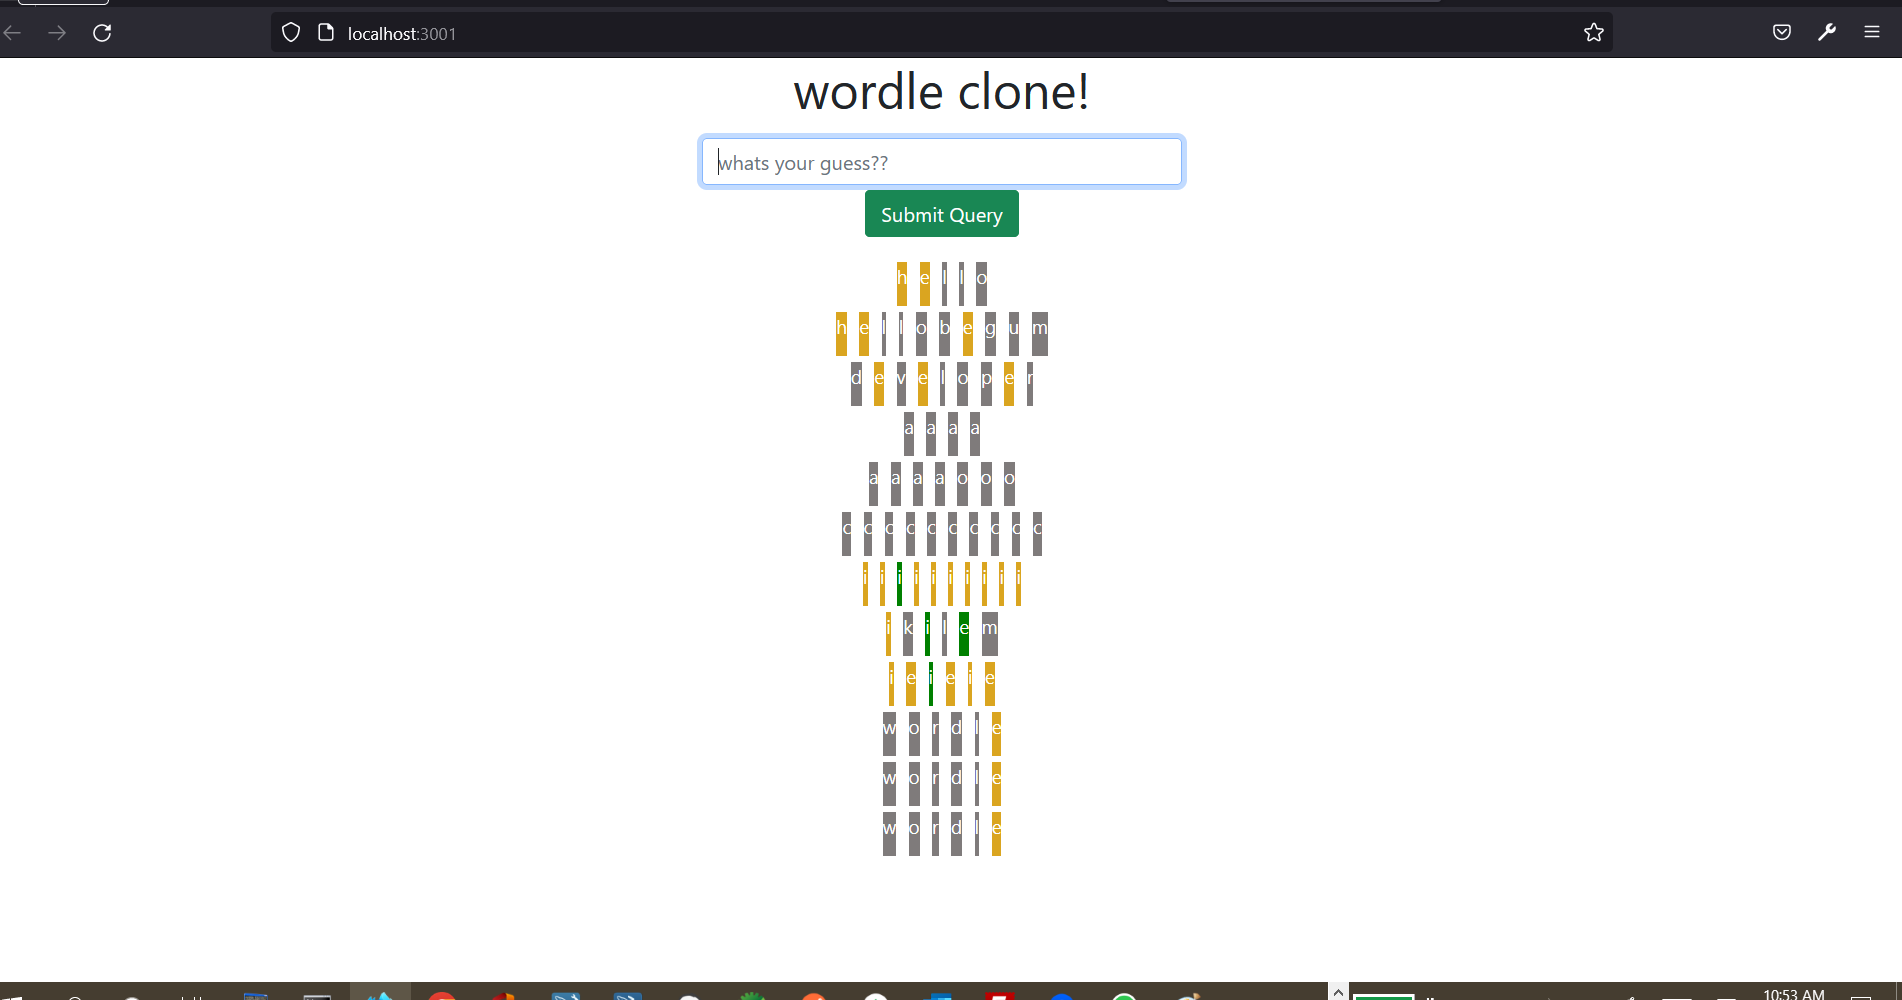 localhost:3001
wordle clone!
whats your guess??
Submit Query
h e l l o
h e l l o b e g u m
d e v e l o p e r
a a a a
a a a a o o o
c c c c c c c c c c
i i i i i i i i i i
i k i l e m
i e i e i e
w o r d l e
w o r d l e
w o r d l e
10:53 AM